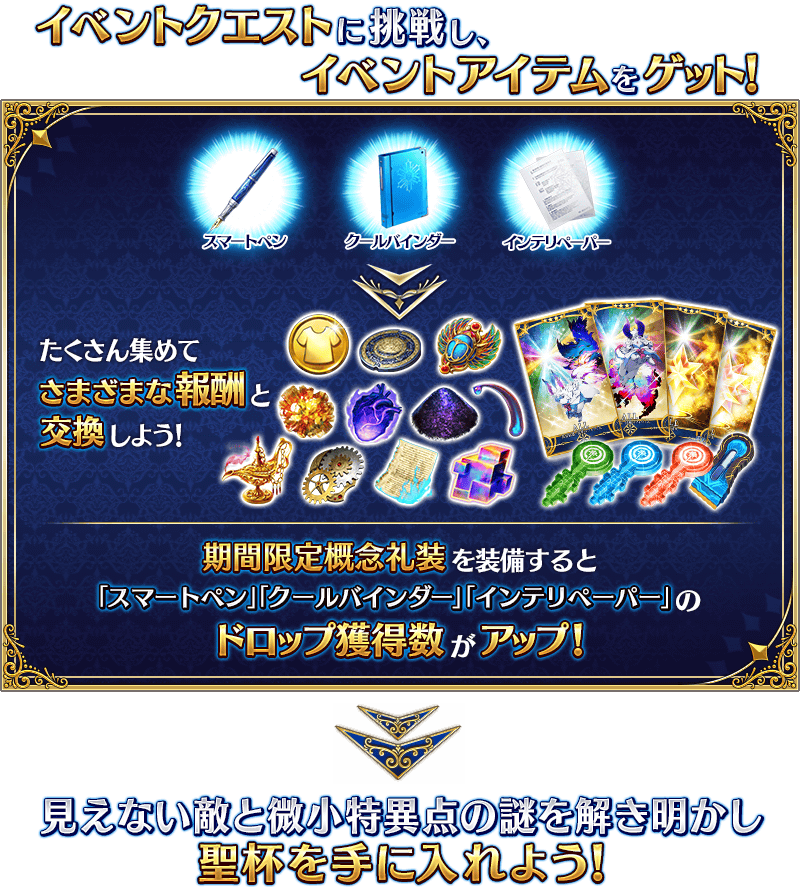 イベントクエストに挑戦し、
イベントアイテムをゲット!
スマートペン
クールバインダー
インテリペーパー
たくさん集めて
さまざまな報酬と
交換しよう!
期間限定概念礼装を装備すると
「スマートペン」「クールバインダー」「インテリペーパー」の
ドロップ獲得数がアップ!
見えない敵と微小特異点の謎を解き明かし
聖杯を手に入れよう!